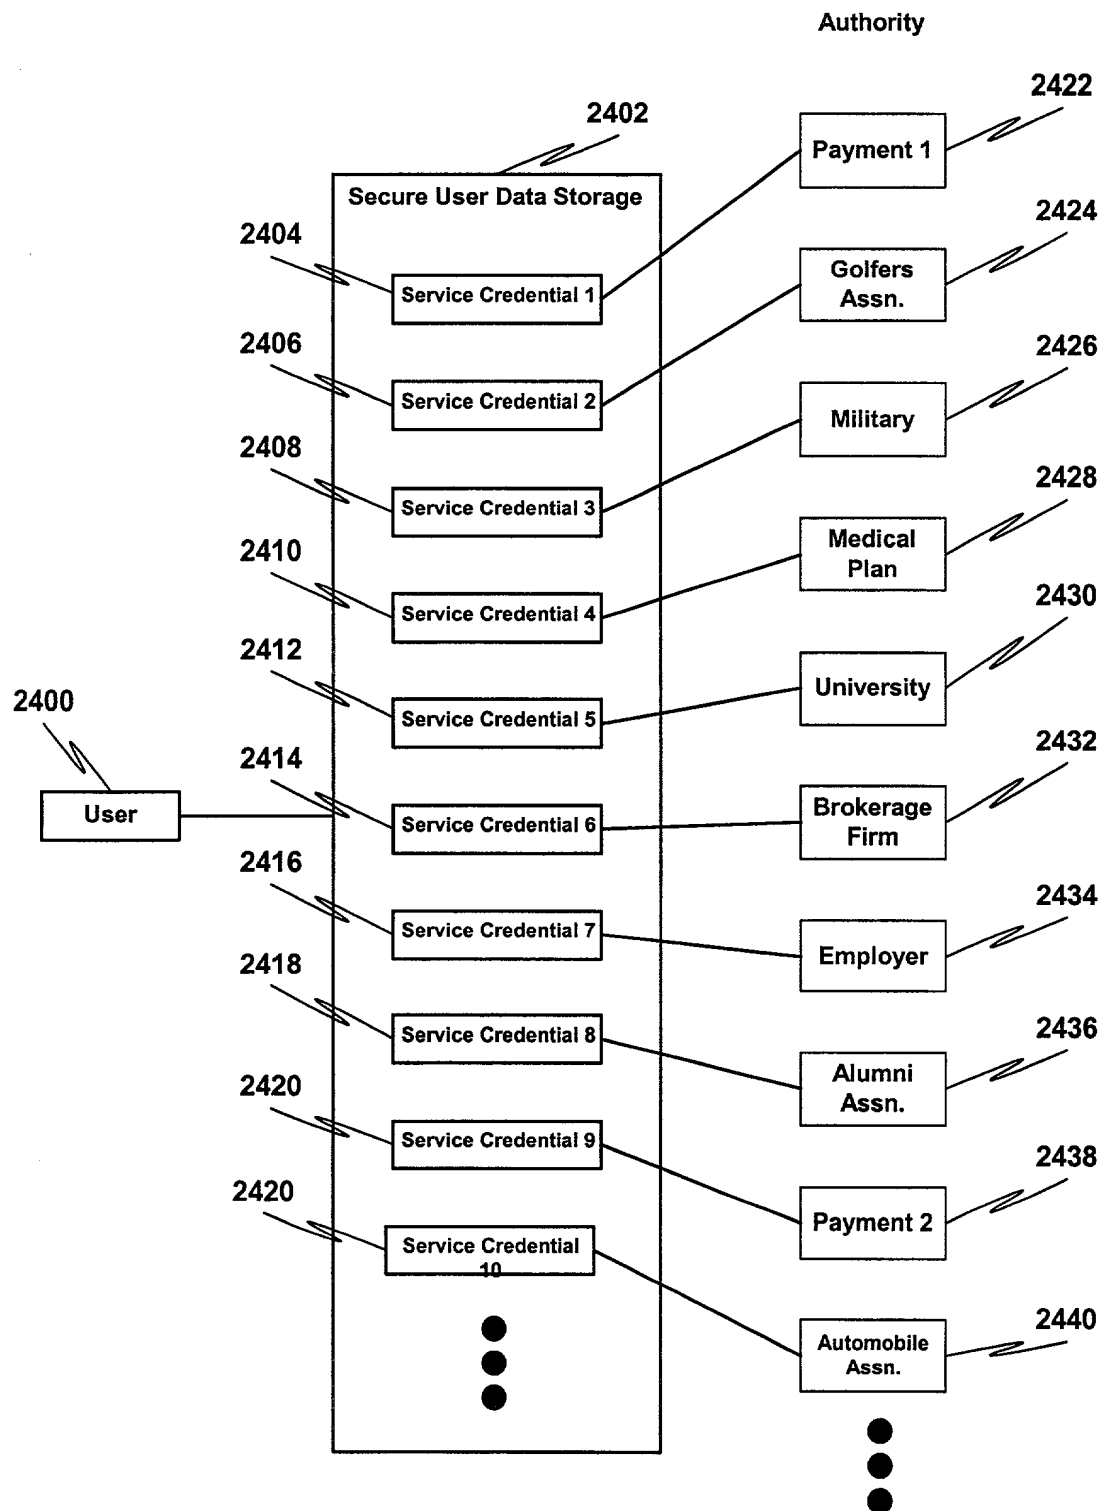 Authority
2422
2402
Payment 1
Secure User Data Storage
2404
2424
Service Credential 1
Golfers
Assn.
2406
2426
Service Credential 2
Military
2408
2428
Service Credential 3
Medical
Plan
2410
2430
Service Credential 4
2412
University
2400
Service Credential 5
2414
2432
User
Service Credential 6
Brokerage
Firm
2416
2434
Service Credential 7
Employer
2418
2436
Service Credential 8
Alumni
Assn.
2420
2438
Service Credential 9
2420
Payment 2
Service Credential
10
2440
Automobile
Assn.